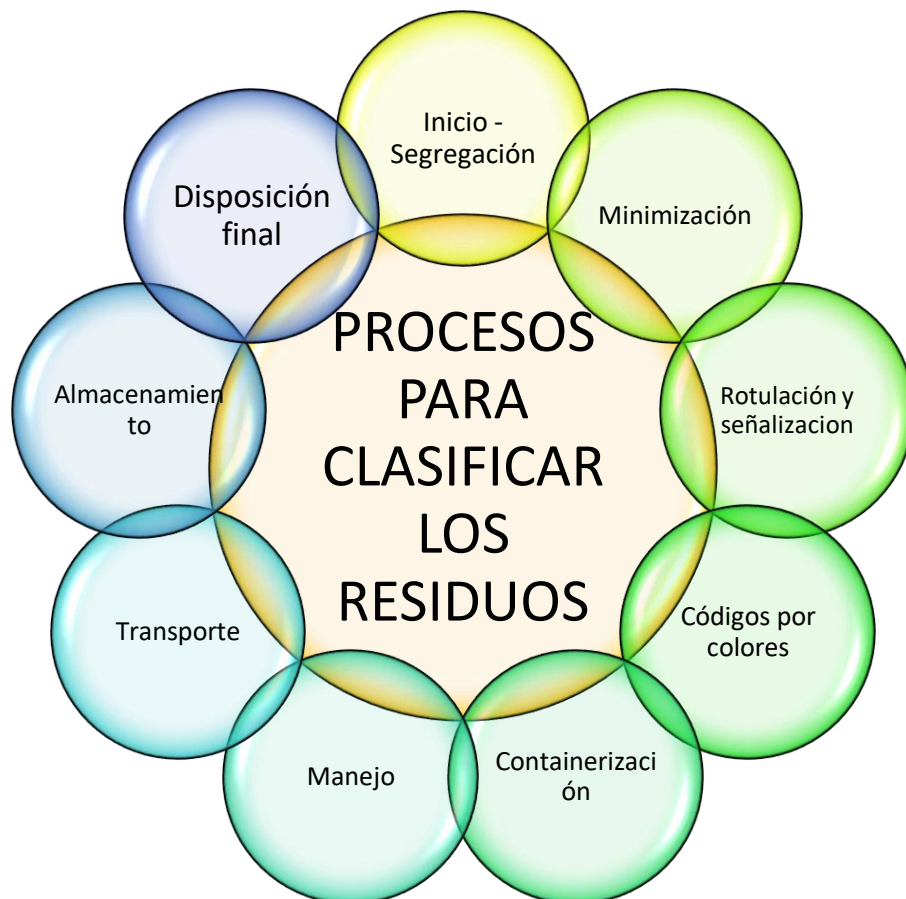 Inicio -
Segregación
Minimización
Rotulación y
señalizacion
Códigos por
colores
Containerizaci
ón
Manejo
Transporte
Almacenamien
to
Disposición
final
PROCESOS
PARA
CLASIFICAR
LOS
RESIDUOS